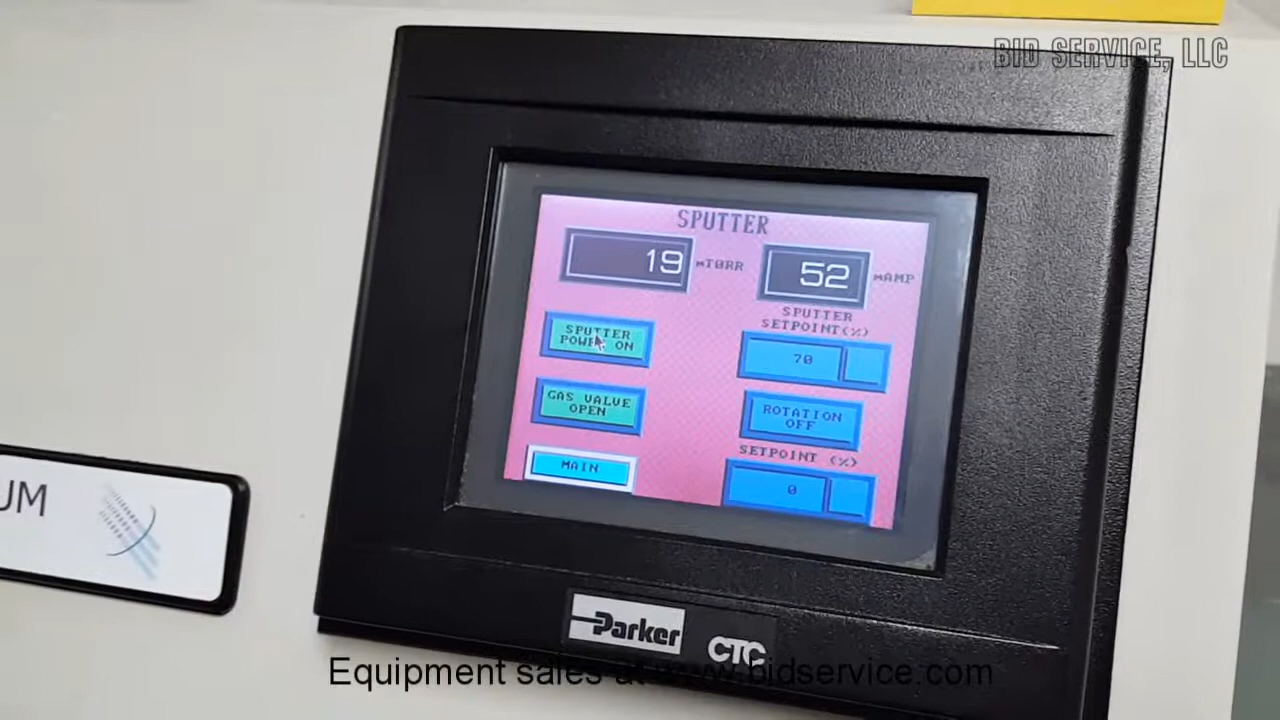 BID SERVICE, LLC
SPUTTER
19 mTORR
52 mAMP
SPUTTER
SETPOINT(%)
SPUTTER
POWER ON
70
GAS VALVE
OPEN
ROTATION
OFF
SETPOINT (%)
MAIN
0
UM
Parker CTC
Equipment sales at www.bidservice.com